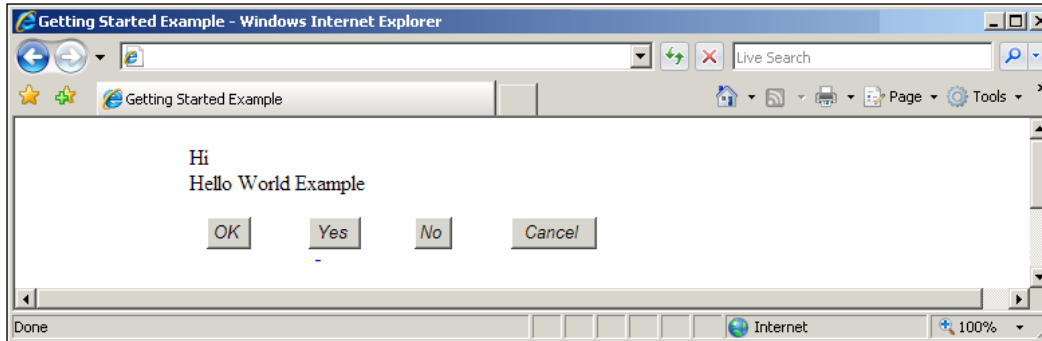 Getting Started Example - Windows Internet Explorer
Live Search
Getting Started Example
Page
Tools
Hi
Hello World Example
OK Yes No Cancel
-
Done
Internet
100%